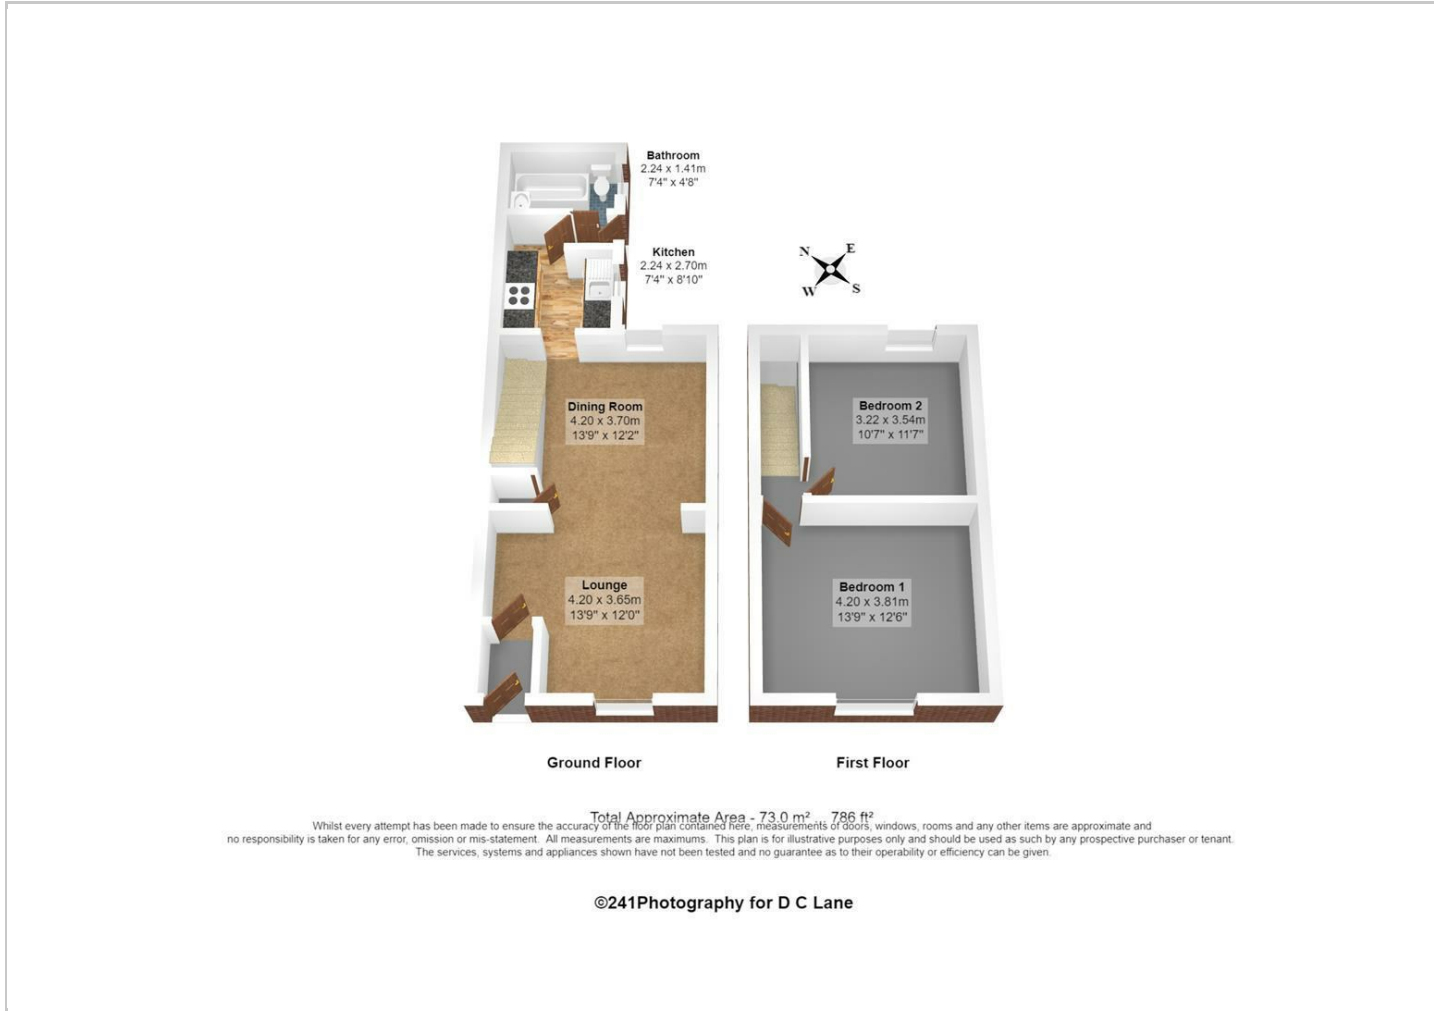 Bathroom
2.24 x 1.41m
7'4" x 4'8"
Kitchen
2.24 x 2.70m
7'4" x 8'10"
N
E
W
S
Dining Room
4.20 x 3.70m
13'9" x 12'2"
Bedroom 2
3.22 x 3.54m
10'7" x 11'7"
Lounge
4.20 x 3.65m
13'9" x 12'0"
Bedroom 1
4.20 x 3.81m
13'9" x 12'6"
Ground Floor
First Floor
Total Approximate Area - 73.0 m² ... 786 ft²
Whilst every attempt has been made to ensure the accuracy of the floor plan contained here, measurements of doors, windows, rooms and any other items are approximate and
no responsibility is taken for any error, omission or mis-statement. All measurements are maximums. This plan is for illustrative purposes only and should be used as such by any prospective purchaser or tenant.
The services, systems and appliances shown have not been tested and no guarantee as to their operability or efficiency can be given.
©241Photography for D C Lane